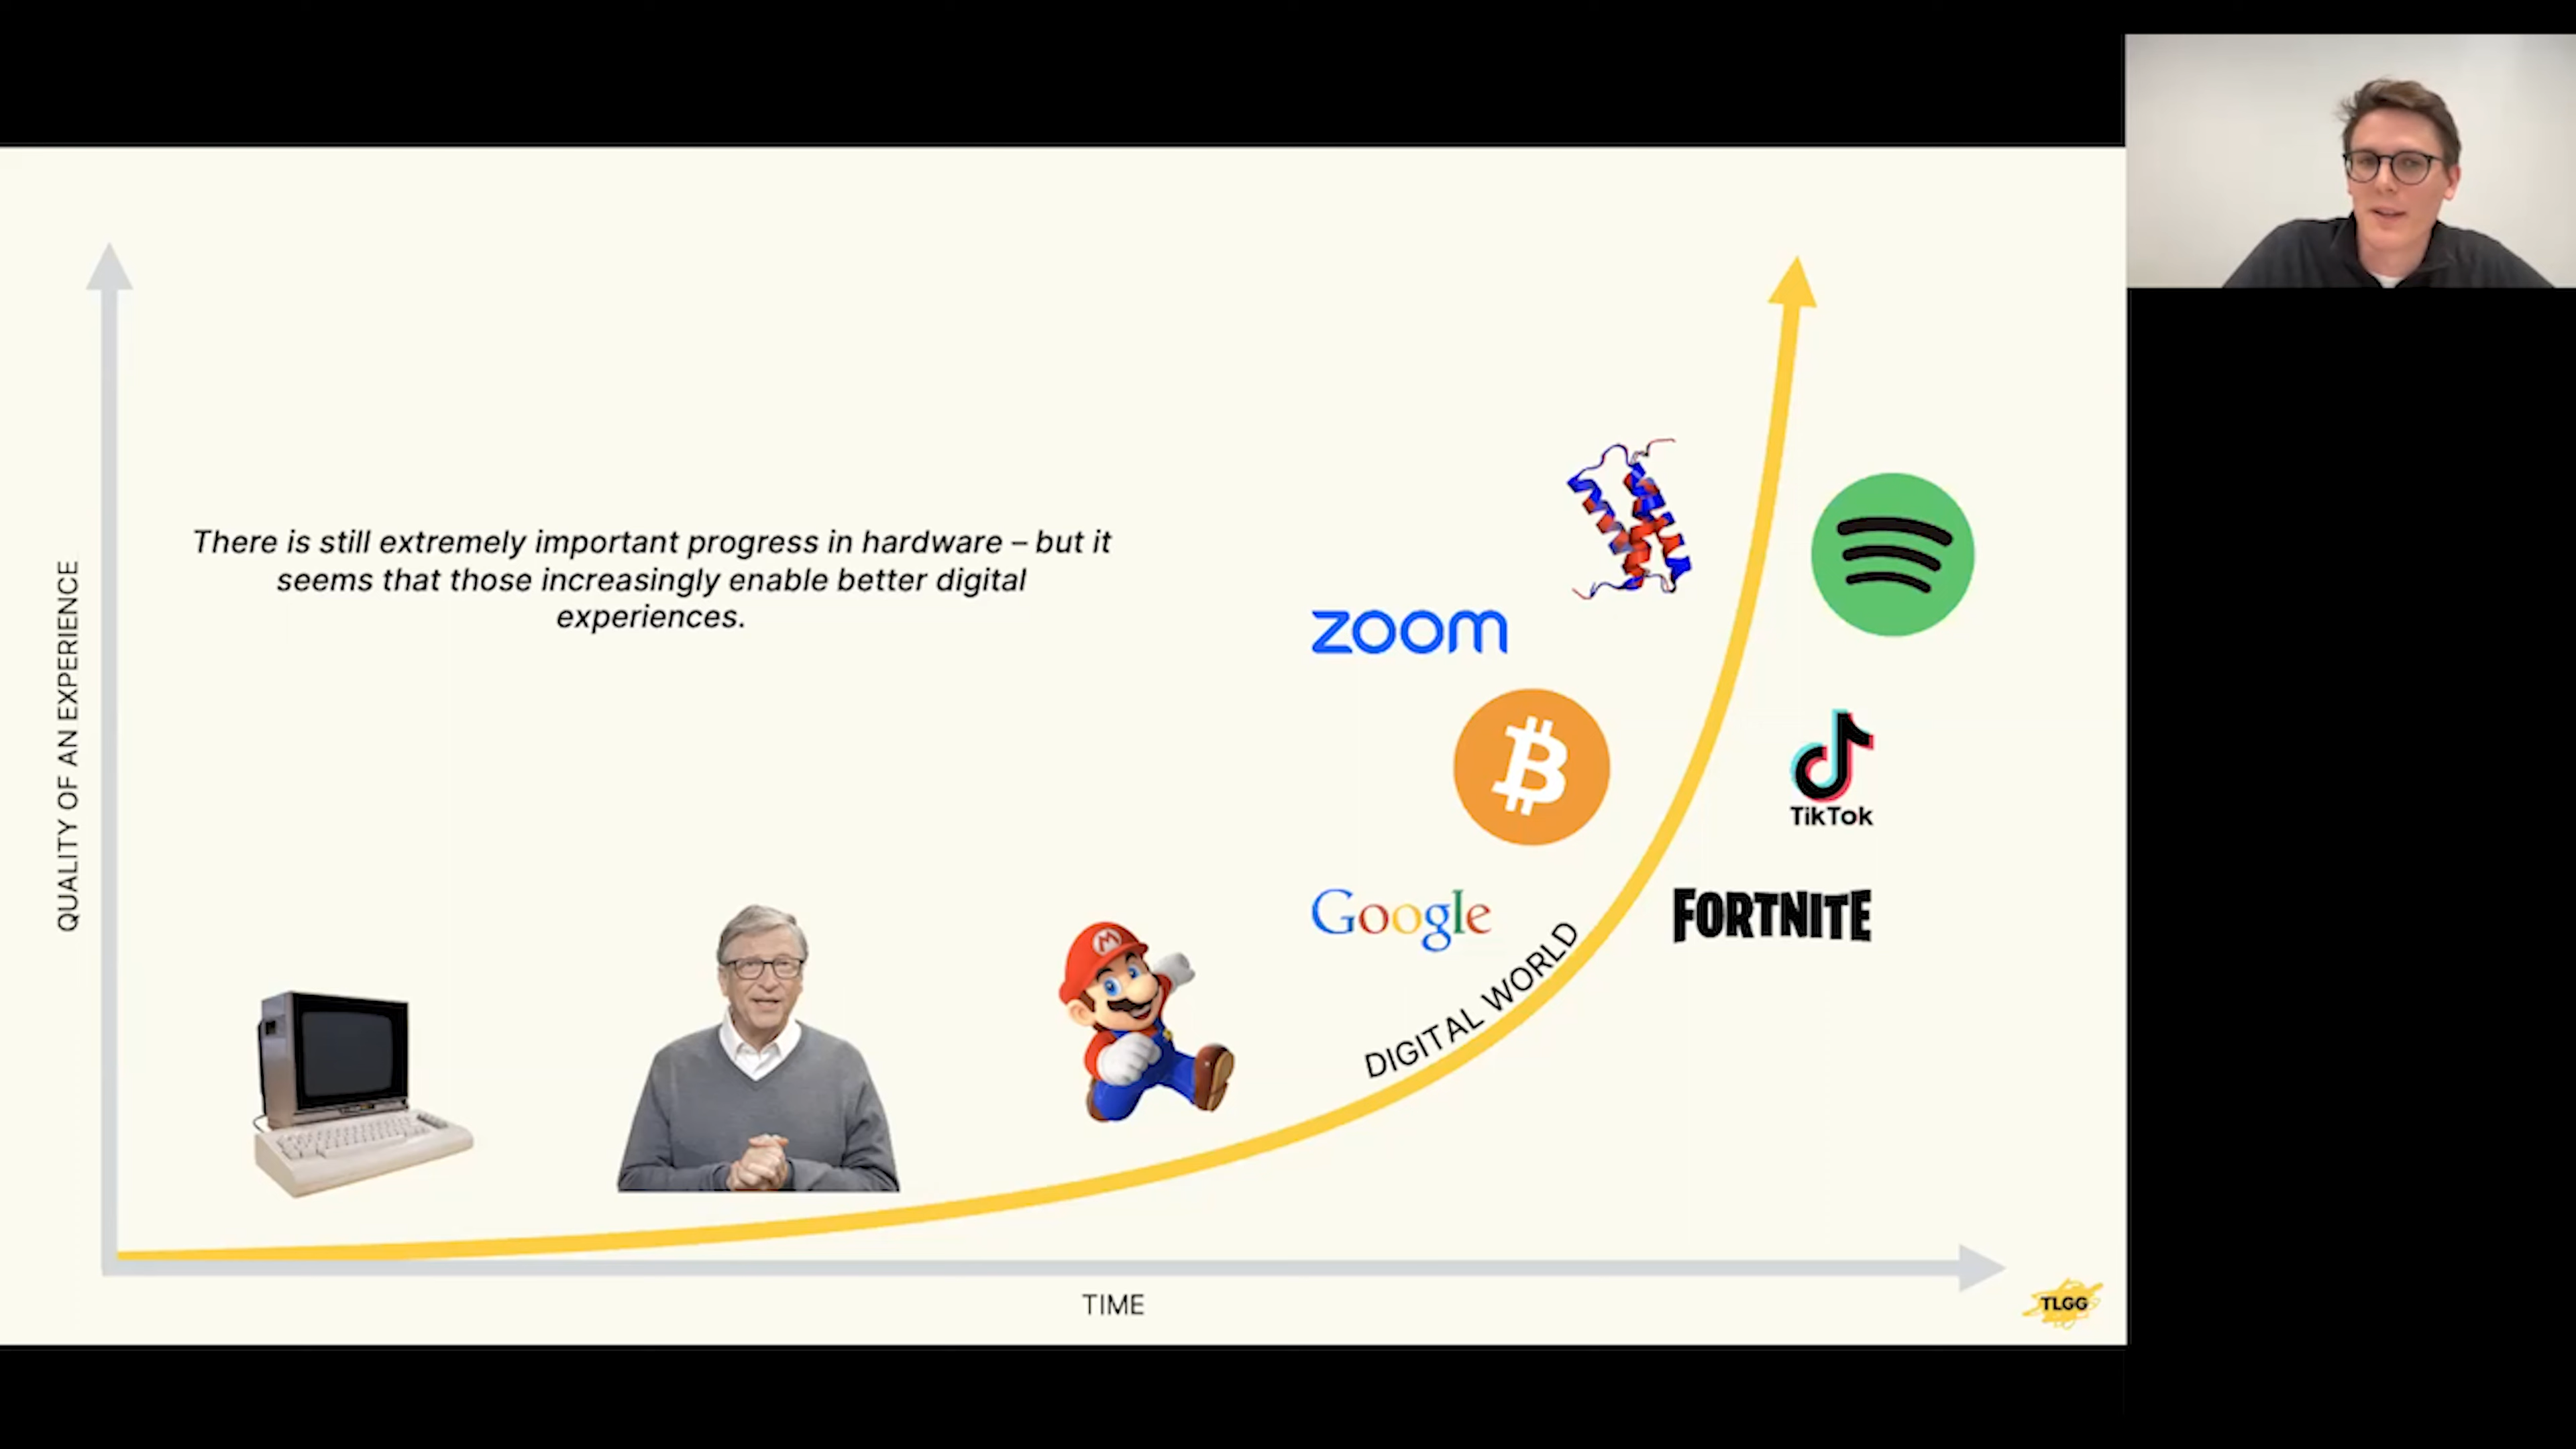 QUALITY OF AN EXPERIENCE
There is still extremely important progress in hardware – but it
seems that those increasingly enable better digital
experiences.
zoom
TikTok
Google
FORTNITE
DIGITAL WORLD
TIME
TLGG